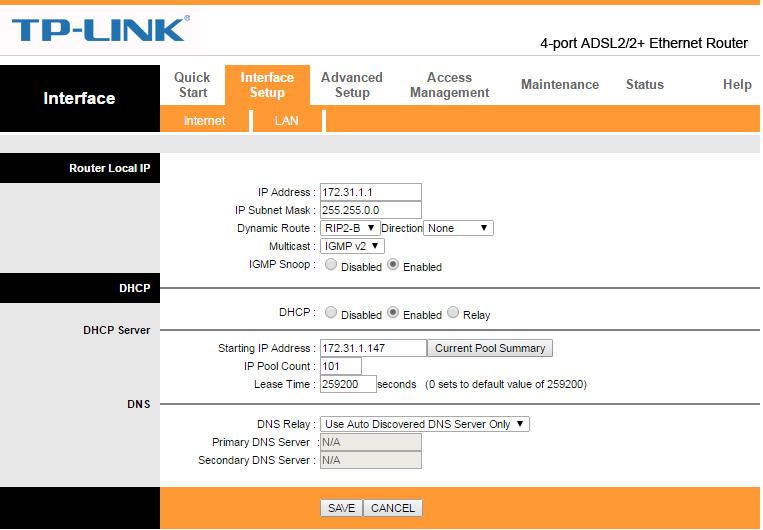 TP-LINK®
4-port ADSL2/2+ Ethernet Router
Interface
Quick Start
Interface Setup
Advanced Setup
Access Management
Maintenance
Status
Help
Internet
LAN
Router Local IP
IP Address : 172.31.1.1
IP Subnet Mask : 255.255.0.0
Dynamic Route : RIP2-B ▼ Direction None ▼
Multicast : IGMP v2 ▼
IGMP Snoop : Disabled Enabled
DHCP
DHCP : Disabled Enabled Relay
DHCP Server
Starting IP Address : 172.31.1.147 Current Pool Summary
IP Pool Count : 101
Lease Time : 259200 seconds (0 sets to default value of 259200)
DNS
DNS Relay : Use Auto Discovered DNS Server Only ▼
Primary DNS Server : N/A
Secondary DNS Server : N/A
SAVE CANCEL